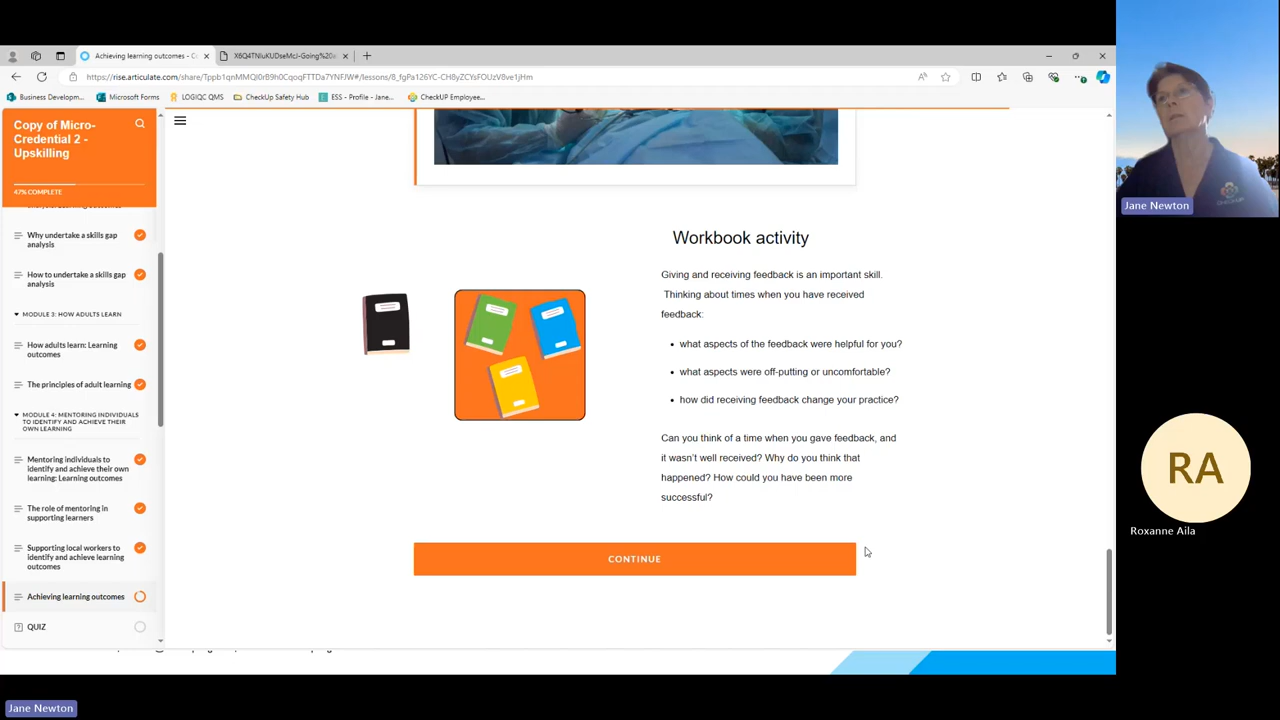 Achieving learning outcomes - Co
X6Q4TNluKUDseMcJ-Going%20
https://rise.articulate.com/share/Tppb1qnMMQI0rB9h0CqoqFTTDa7YNFJW#/lessons/8_fgPa126YC-CH8yZCYsFOUzV8ve1jHm
Business Developm...
Microsoft Forms
LOGIQC QMS
CheckUp Safety Hub
ESS - Profile - Jane...
CheckUP Employee...
Copy of Micro-
Credential 2 -
Upskilling
47% COMPLETE
Why undertake a skills gap
analysis
How to undertake a skills gap
analysis
MODULE 3: HOW ADULTS LEARN
How adults learn: Learning
outcomes
The principles of adult learning
MODULE 4: MENTORING INDIVIDUALS
TO IDENTIFY AND ACHIEVE THEIR
OWN LEARNING
Mentoring individuals to
identify and achieve their own
learning: Learning outcomes
The role of mentoring in
supporting learners
Supporting local workers to
identify and achieve learning
outcomes
Achieving learning outcomes
QUIZ
Workbook activity
Giving and receiving feedback is an important skill.
Thinking about times when you have received
feedback:
• what aspects of the feedback were helpful for you?
• what aspects were off-putting or uncomfortable?
• how did receiving feedback change your practice?
Can you think of a time when you gave feedback, and
it wasn't well received? Why do you think that
happened? How could you have been more
successful?
CONTINUE
Jane Newton
RA
Roxanne Aila
Jane Newton